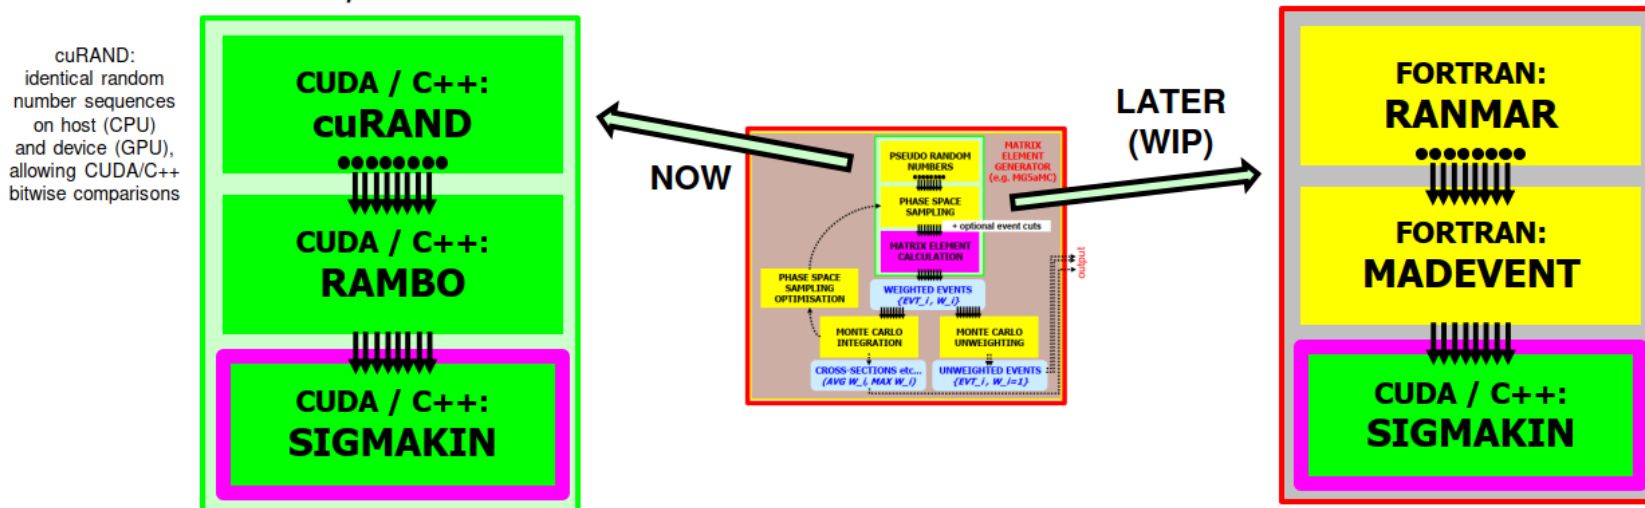 cuRAND:
identical random
number sequences
on host (CPU)
and device (GPU),
allowing CUDA/C++
bitwise comparisons
CUDA / C++:
cuRAND
CUDA / C++:
RAMBO
CUDA / C++:
SIGMAKIN
NOW
PSEUDO RANDOM
NUMBERS
MATRIX
ELEMENT
GENERATOR
(e.g. MG5aMC)
PHASE SPACE
SAMPLING
+ optional event cuts
MATRIX ELEMENT
CALCULATION
output
PHASE SPACE
SAMPLING
OPTIMISATION
WEIGHTED EVENTS
{EVT_i , W_i}
MONTE CARLO
INTEGRATION
MONTE CARLO
UNWEIGHTING
CROSS-SECTIONS etc...
(AVG W_i, MAX W_i)
UNWEIGHTED EVENTS
{EVT_i , W_i=1}
LATER
(WIP)
FORTRAN:
RANMAR
FORTRAN:
MADEVENT
CUDA / C++:
SIGMAKIN